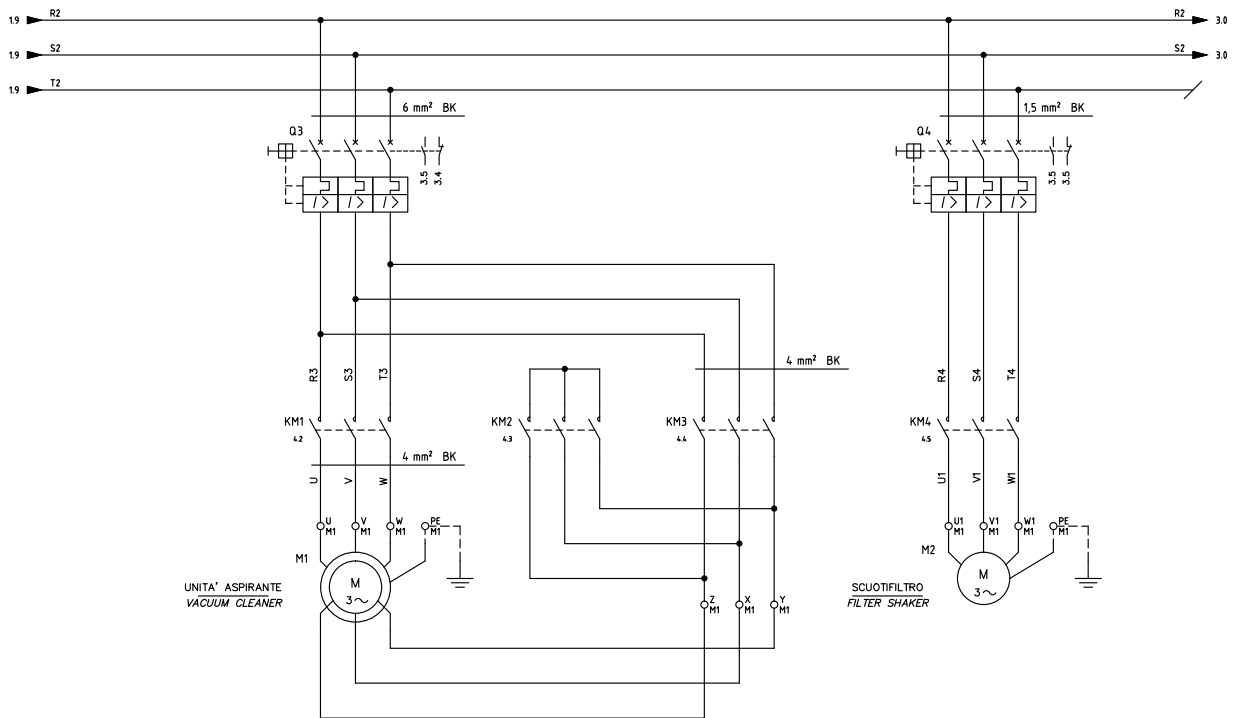 1.9 R2 R2 3.0
1.9 S2 S2 3.0
1.9 T2
6 mm² BK
1,5 mm² BK
Q3
3.5
3.4
Q4
3.5
3.5
I >
I >
I >
I >
I >
I >
4 mm² BK
R3
S3
T3
R4
S4
T4
KM1
4.2
KM2
4.3
KM3
4.4
KM4
4.5
4 mm² BK
U
V
W
U1
V1
W1
U
M1
V
M1
W
M1
PE
M1
U1
M1
V1
M1
W1
M1
PE
M1
M1
M
3~
UNITA' ASPIRANTE
VACUUM CLEANER
Z
M1
X
M1
Y
M1
M2
M
3~
SCUOTIFILTRO
FILTER SHAKER